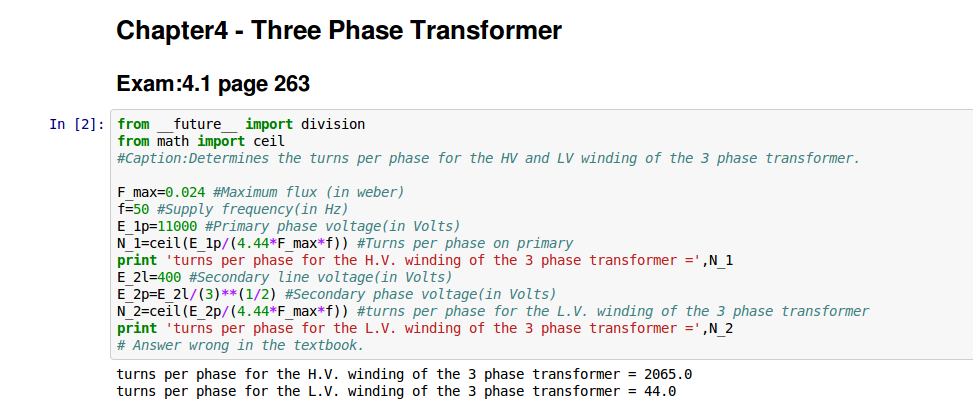 Chapter4 - Three Phase Transformer
Exam:4.1 page 263
In [2]:
from __future__ import division
from math import ceil
#Caption:Determines the turns per phase for the HV and LV winding of the 3 phase transformer.
F_max=0.024 #Maximum flux (in weber)
f=50 #Supply frequency(in Hz)
E_1p=11000 #Primary phase voltage(in Volts)
N_1=ceil(E_1p/(4.44*F_max*f)) #Turns per phase on primary
print 'turns per phase for the H.V. winding of the 3 phase transformer =',N_1
E_2l=400 #Secondary line voltage(in Volts)
E_2p=E_2l/(3)**(1/2) #Secondary phase voltage(in Volts)
N_2=ceil(E_2p/(4.44*F_max*f)) #turns per phase for the L.V. winding of the 3 phase transformer
print 'turns per phase for the L.V. winding of the 3 phase transformer =',N_2
# Answer wrong in the textbook.
turns per phase for the H.V. winding of the 3 phase transformer = 2065.0
turns per phase for the L.V. winding of the 3 phase transformer = 44.0